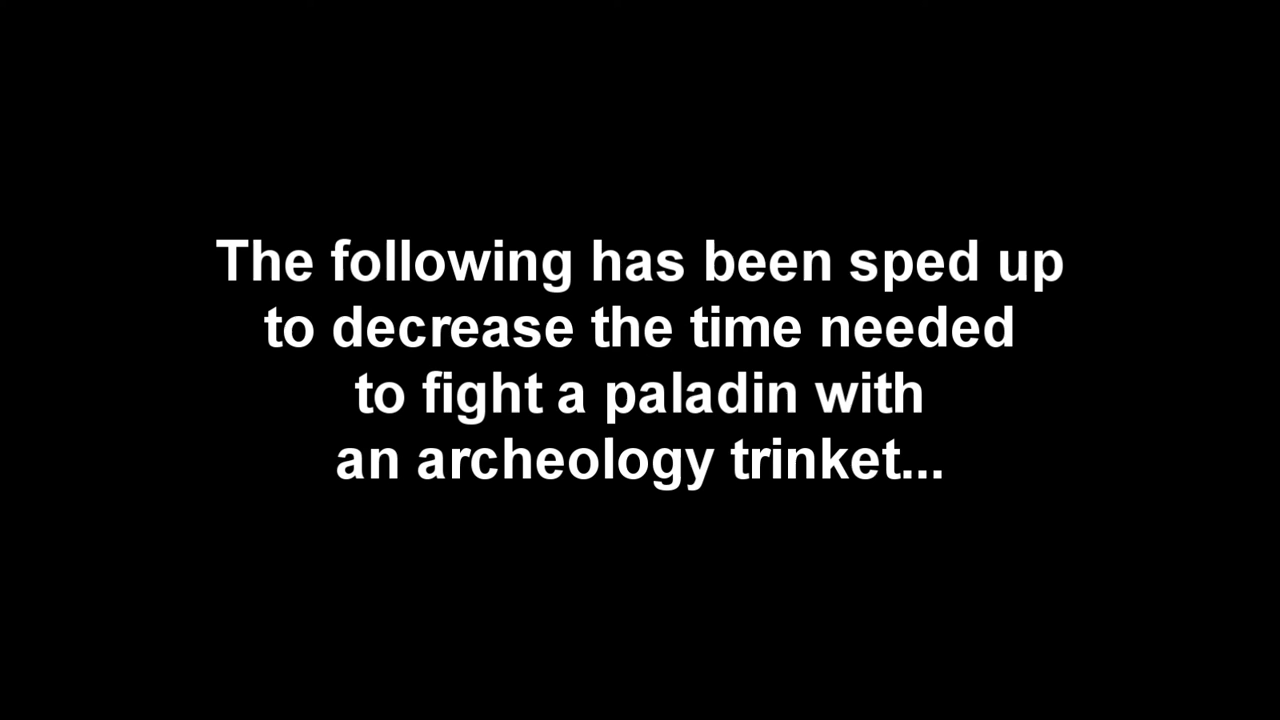 The following has been sped up
to decrease the time needed
to fight a paladin with
an archeology trinket...